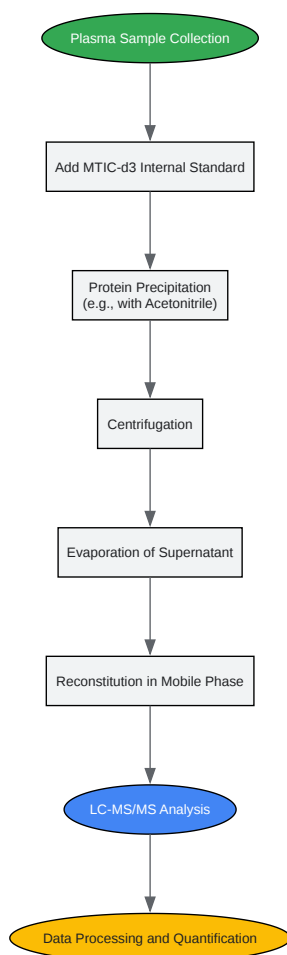 Plasma Sample Collection
Add MTIC-d3 Internal Standard
Protein Precipitation
(e.g., with Acetonitrile)
Centrifugation
Evaporation of Supernatant
Reconstitution in Mobile Phase
LC-MS/MS Analysis
Data Processing and Quantification